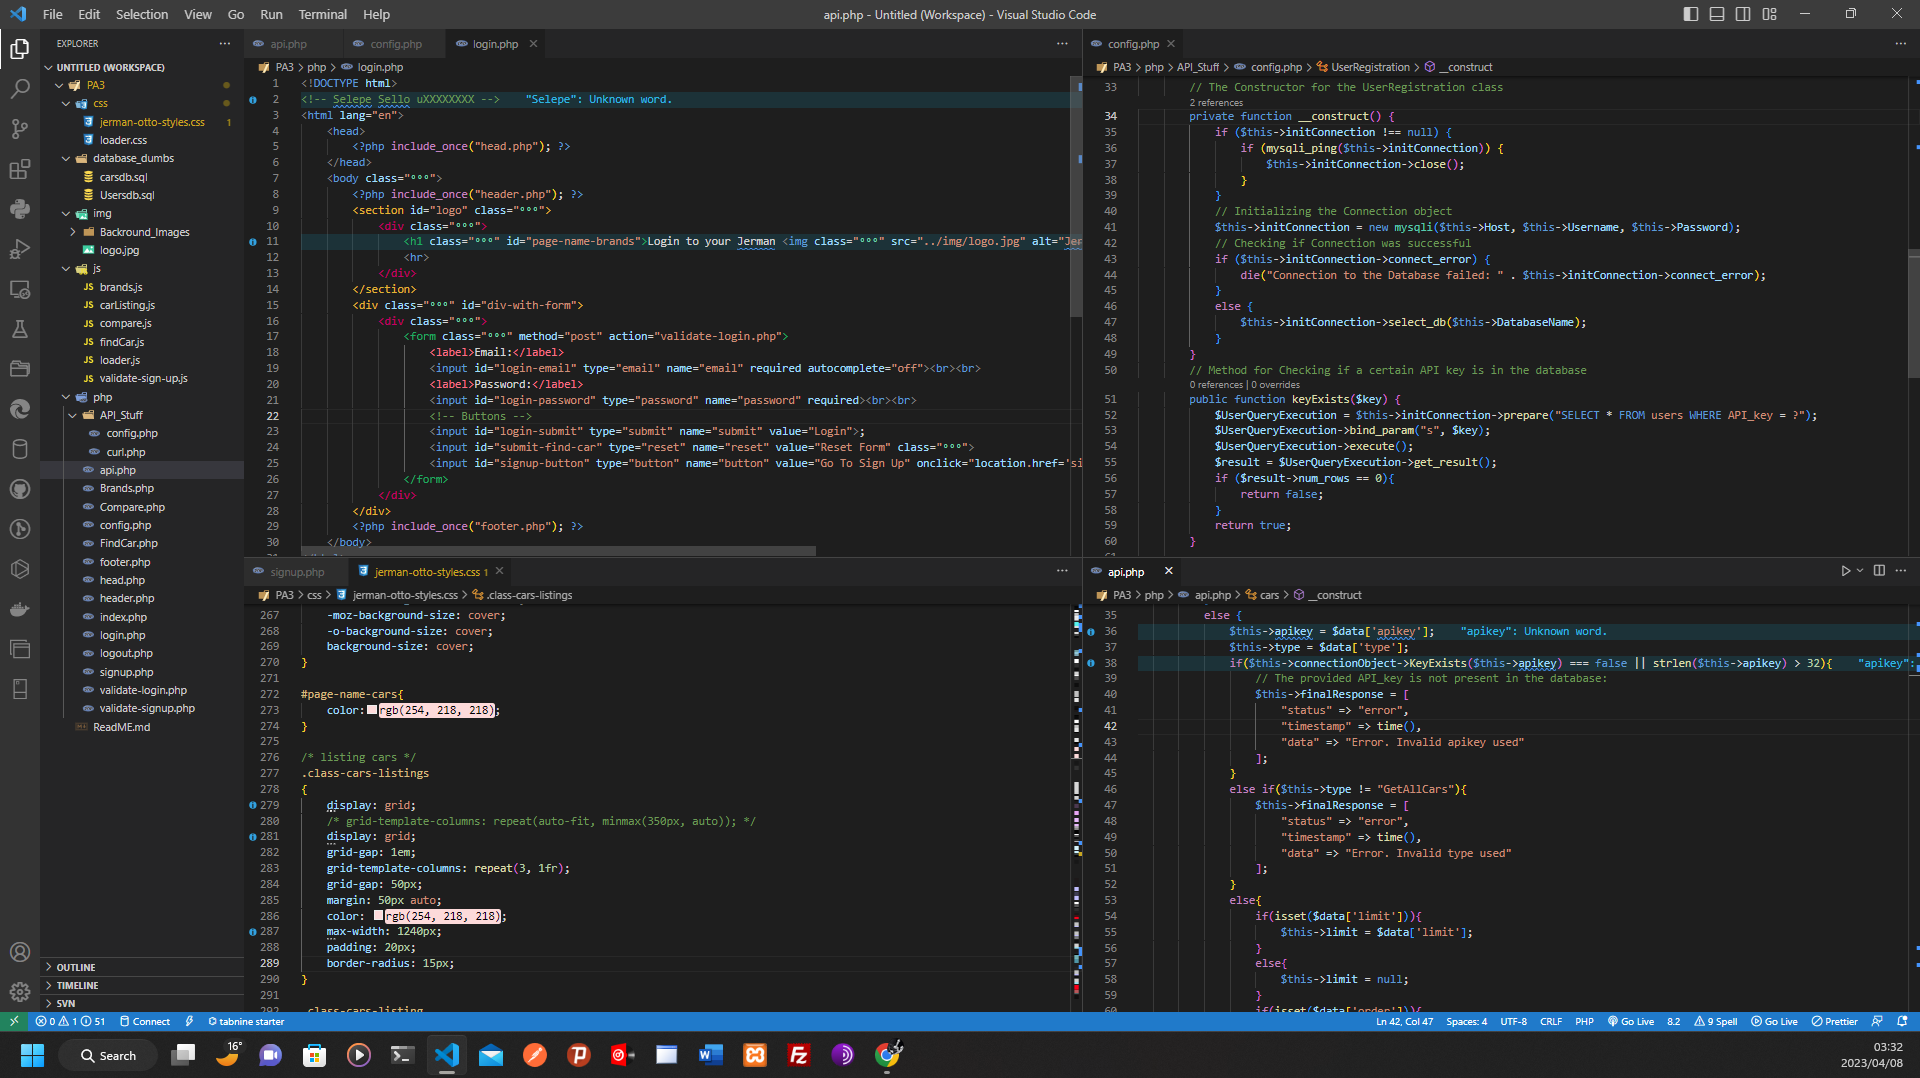 File Edit Selection View Go Run Terminal Help
api.php - Untitled (Workspace) - Visual Studio Code
EXPLORER
UNTITLED (WORKSPACE)
PA3
css
jerman-otto-styles.css 1
loader.css
database_dumbs
carsdb.sql
Usersdb.sql
img
Backround_Images
logo.jpg
js
brands.js
carListing.js
compare.js
findCar.js
loader.js
validate-sign-up.js
php
API_Stuff
config.php
curl.php
api.php
Brands.php
Compare.php
config.php
FindCar.php
footer.php
head.php
header.php
index.php
login.php
logout.php
signup.php
validate-login.php
validate-signup.php
ReadME.md
OUTLINE
TIMELINE
SVN
api.php config.php login.php
PA3 > php > login.php
1 <!DOCTYPE html>
2 <!-- Selepe Sello uXXXXXXXX --> "Selepe": Unknown word.
3 <html lang="en">
4 <head>
5 <?php include_once("head.php"); ?>
6 </head>
7 <body class="°°°">
8 <?php include_once("header.php"); ?>
9 <section id="logo" class="°°°">
10 <div class="°°°">
11 <h1 class="°°°" id="page-name-brands">Login to your Jerman <img class="°°°" src="../img/logo.jpg" alt="Jer
12 <hr>
13 </div>
14 </section>
15 <div class="°°°" id="div-with-form">
16 <div class="°°°">
17 <form class="°°°" method="post" action="validate-login.php">
18 <label>Email:</label>
19 <input id="login-email" type="email" name="email" required autocomplete="off"><br><br>
20 <label>Password:</label>
21 <input id="login-password" type="password" name="password" required><br><br>
22 <!-- Buttons -->
23 <input id="login-submit" type="submit" name="submit" value="Login">;
24 <input id="submit-find-car" type="reset" name="reset" value="Reset Form" class="°°°">
25 <input id="signup-button" type="button" name="button" value="Go To Sign Up" onclick="location.href='si
26 </form>
27 </div>
28 </div>
29 <?php include_once("footer.php"); ?>
30 </body>
config.php
PA3 > php > API_Stuff > config.php > UserRegistration > __construct
33 // The Constructor for the UserRegistration class
2 references
34 private function __construct() {
35 if ($this->initConnection !== null) {
36 if (mysqli_ping($this->initConnection)) {
37 $this->initConnection->close();
38 }
39 }
40 // Initializing the Connection object
41 $this->initConnection = new mysqli($this->Host, $this->Username, $this->Password);
42 // Checking if Connection was successful
43 if ($this->initConnection->connect_error) {
44 die("Connection to the Database failed: " . $this->initConnection->connect_error);
45 }
46 else {
47 $this->initConnection->select_db($this->DatabaseName);
48 }
49 }
50 // Method for Checking if a certain API key is in the database
0 references | 0 overrides
51 public function keyExists($key) {
52 $UserQueryExecution = $this->initConnection->prepare("SELECT * FROM users WHERE API_key = ?");
53 $UserQueryExecution->bind_param("s", $key);
54 $UserQueryExecution->execute();
55 $result = $UserQueryExecution->get_result();
56 if ($result->num_rows == 0){
57 return false;
58 }
59 return true;
60 }
signup.php jerman-otto-styles.css 1
PA3 > css > jerman-otto-styles.css > .class-cars-listings
267 -moz-background-size: cover;
268 -o-background-size: cover;
269 background-size: cover;
270 }
271
272 #page-name-cars{
273 color: rgb(254, 218, 218);
274 }
275
276 /* listing cars */
277 .class-cars-listings
278 {
279 display: grid;
280 /* grid-template-columns: repeat(auto-fit, minmax(350px, auto)); */
281 display: grid;
282 grid-gap: 1em;
283 grid-template-columns: repeat(3, 1fr);
284 grid-gap: 50px;
285 margin: 50px auto;
286 color: rgb(254, 218, 218);
287 max-width: 1240px;
288 padding: 20px;
289 border-radius: 15px;
290 }
291
292 .class-cars-listing
api.php
PA3 > php > api.php > cars > __construct
35 else {
36 $this->apikey = $data['apikey']; "apikey": Unknown word.
37 $this->type = $data['type'];
38 if($this->connectionObject->KeyExists($this->apikey) === false || strlen($this->apikey) > 32){ "apikey":
39 // The provided API_key is not present in the database:
40 $this->finalResponse = [
41 "status" => "error",
42 "timestamp" => time(),
43 "data" => "Error. Invalid apikey used"
44 ];
45 }
46 else if($this->type != "GetAllCars"){
47 $this->finalResponse = [
48 "status" => "error",
49 "timestamp" => time(),
50 "data" => "Error. Invalid type used"
51 ];
52 }
53 else{
54 if(isset($data['limit'])){
55 $this->limit = $data['limit'];
56 }
57 else{
58 $this->limit = null;
59 }
60 if(isset($data['order'])){
0 1 51 Connect tabnine starter
Ln 42, Col 47 Spaces: 4 UTF-8 CRLF PHP Go Live 8.2 9 Spell Go Live Prettier
Search
16°
03:32
2023/04/08